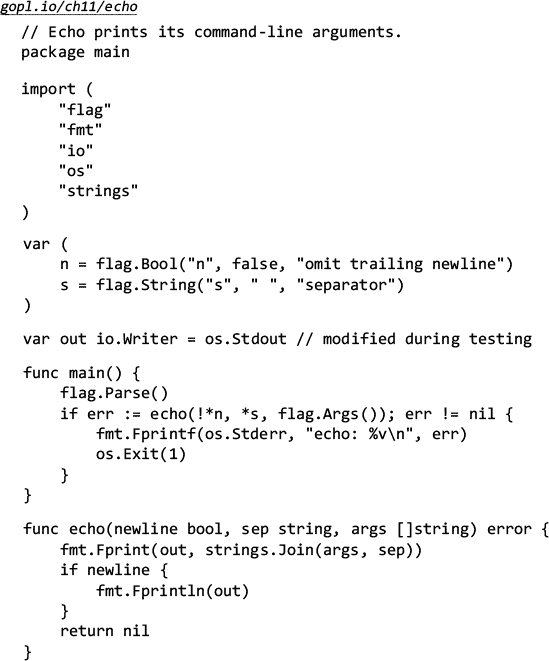 gopl.io/ch11/echo
// Echo prints its command-line arguments.
package main
import (
    "flag"
    "fmt"
    "io"
    "os"
    "strings"
)
var (
    n = flag.Bool("n", false, "omit trailing newline")
    s = flag.String("s", " ", "separator")
)
var out io.Writer = os.Stdout // modified during testing
func main() {
    flag.Parse()
    if err := echo(!*n, *s, flag.Args()); err != nil {
        fmt.Fprintf(os.Stderr, "echo: %v\n", err)
        os.Exit(1)
    }
}
func echo(newline bool, sep string, args []string) error {
    fmt.Fprint(out, strings.Join(args, sep))
    if newline {
        fmt.Fprintln(out)
    }
    return nil
}